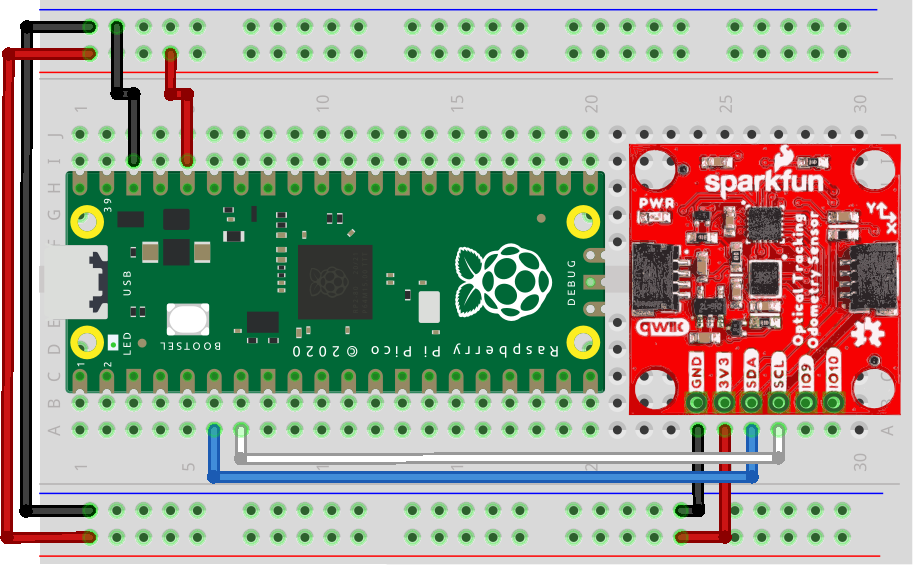 1
10
15
20
25
30
J
J
I
H
G
F
E
D
C
B
A
A
39
USB
LED
1
2
BOOTSEL
Raspberry Pi Pico © 2020
DEBUG
sparkfun
PWR
Y
X
qwiic
Optical Tracking
Odometry Sensor
GND
3V3
SDA
SCL
IO9
IO10
1
5
30